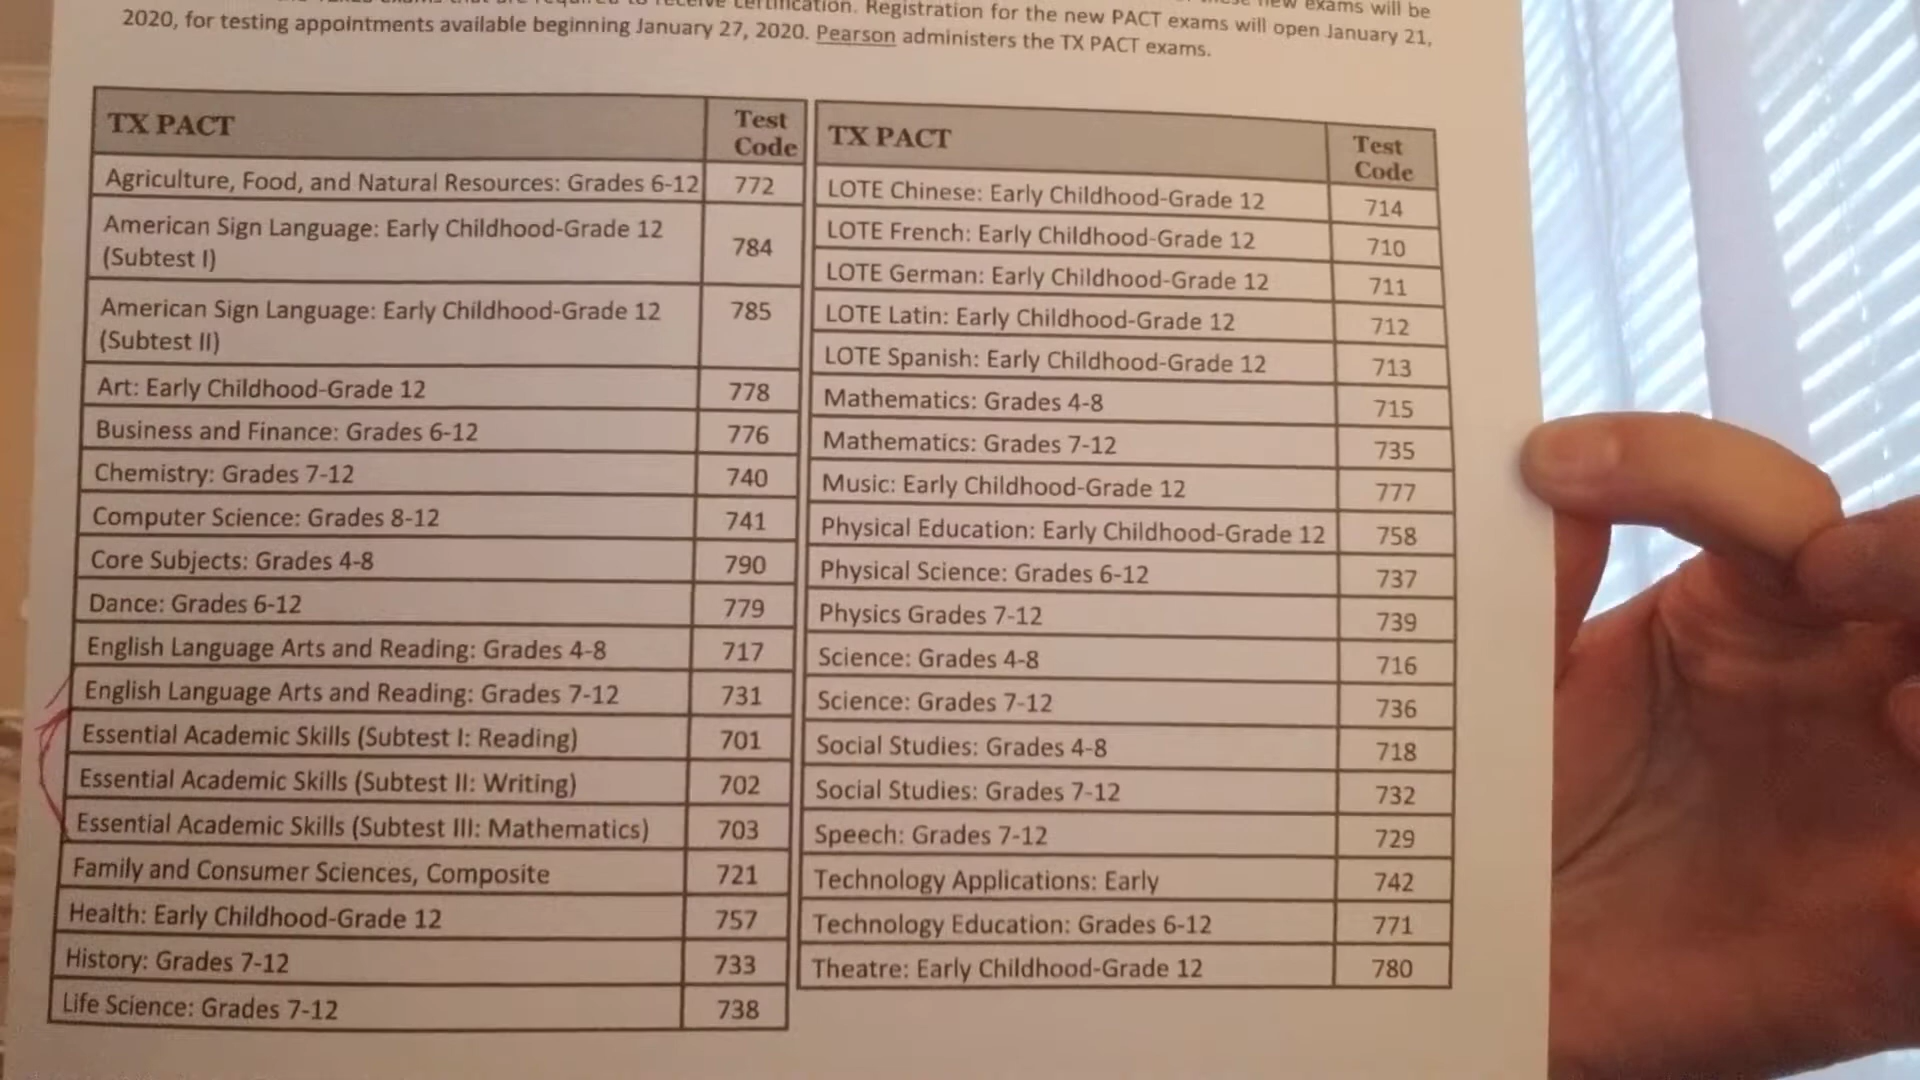 new exams will be
2020, for testing appointments available beginning January 27, 2020. Pearson administers the TX PACT exams.
certification. Registration for the new PACT exams will open January 21,
TX PACT Test Code
Agriculture, Food, and Natural Resources: Grades 6-12 772
American Sign Language: Early Childhood-Grade 12
(Subtest I) 784
American Sign Language: Early Childhood-Grade 12 785
(Subtest II)
Art: Early Childhood-Grade 12 778
Business and Finance: Grades 6-12 776
Chemistry: Grades 7-12 740
Computer Science: Grades 8-12 741
Core Subjects: Grades 4-8 790
Dance: Grades 6-12 779
English Language Arts and Reading: Grades 4-8 717
English Language Arts and Reading: Grades 7-12 731
Essential Academic Skills (Subtest I: Reading) 701
Essential Academic Skills (Subtest II: Writing) 702
Essential Academic Skills (Subtest III: Mathematics) 703
Family and Consumer Sciences, Composite 721
Health: Early Childhood-Grade 12 757
History: Grades 7-12 733
Life Science: Grades 7-12 738
TX PACT Test Code
LOTE Chinese: Early Childhood-Grade 12 714
LOTE French: Early Childhood-Grade 12 710
LOTE German: Early Childhood-Grade 12 711
LOTE Latin: Early Childhood-Grade 12 712
LOTE Spanish: Early Childhood-Grade 12 713
Mathematics: Grades 4-8 715
Mathematics: Grades 7-12 735
Music: Early Childhood-Grade 12 777
Physical Education: Early Childhood-Grade 12 758
Physical Science: Grades 6-12 737
Physics Grades 7-12 739
Science: Grades 4-8 716
Science: Grades 7-12 736
Social Studies: Grades 4-8 718
Social Studies: Grades 7-12 732
Speech: Grades 7-12 729
Technology Applications: Early 742
Technology Education: Grades 6-12 771
Theatre: Early Childhood-Grade 12 780